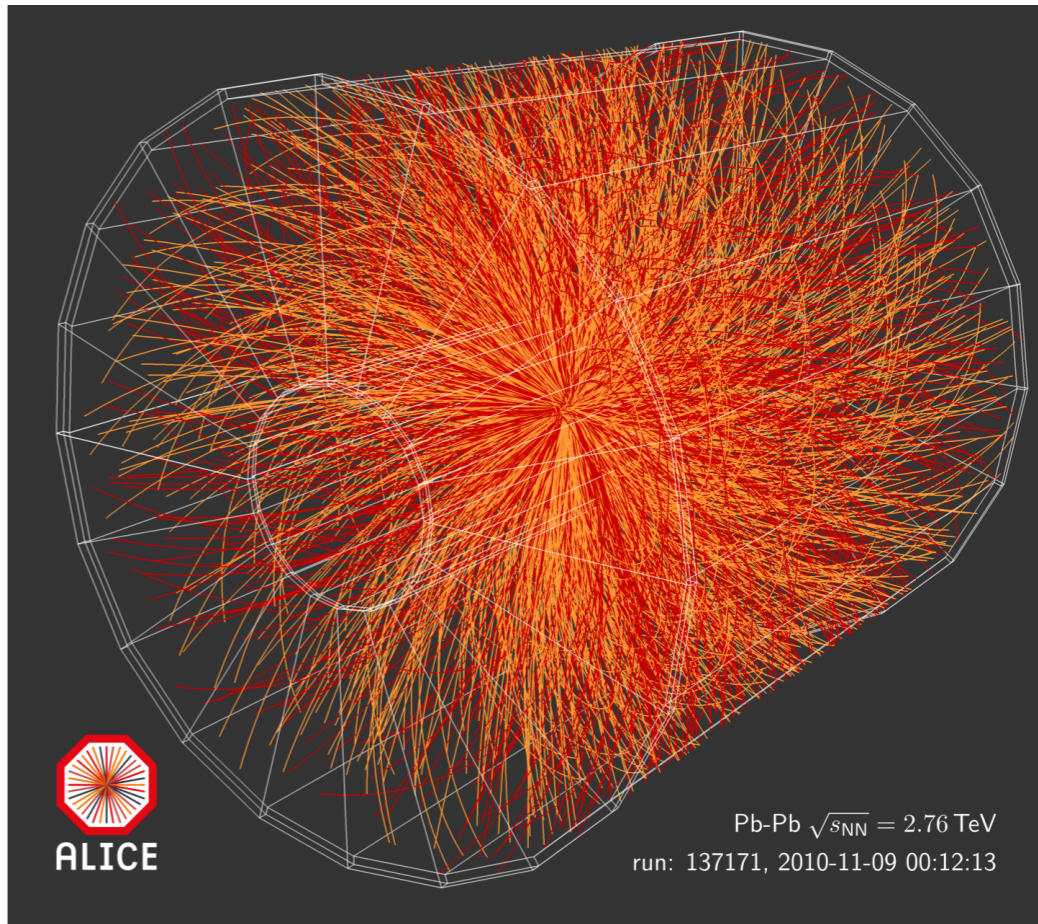 ALICE
Pb-Pb √sNN = 2.76 TeV
run: 137171, 2010-11-09 00:12:13